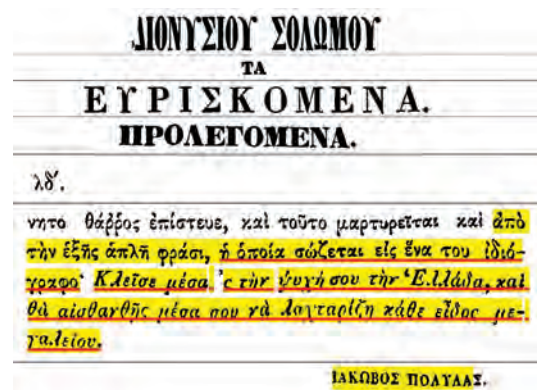 ΔΙΟΝΥΣΙΟΥ ΣΟΛΩΜΟΥ
ΤΑ
ΕΥΡΙΣΚΟΜΕΝΑ.
ΠΡΟΛΕΓΟΜΕΝΑ.
λδ'.
νητο θάῤῥος ἐπίστευε, καὶ τοῦτο μαρτυρεῖται καὶ ἀπὸ
τὴν ἑξῆς ἁπλῆ φράσι, ἡ ὁποία σώζεται εἰς ἕνα του ἰδιό-
γραφο· Κλεῖσε μέσα 'ς τὴν ψυχή σου τὴν Ἑλλάδα, καὶ
θὰ αἰσθανθῇς μέσα σου νὰ λαχταρίζῃ κάθε εἶδος με-
γαλείου.
ΙΑΚΩΒΟΣ ΠΟΛΥΛΑΣ.